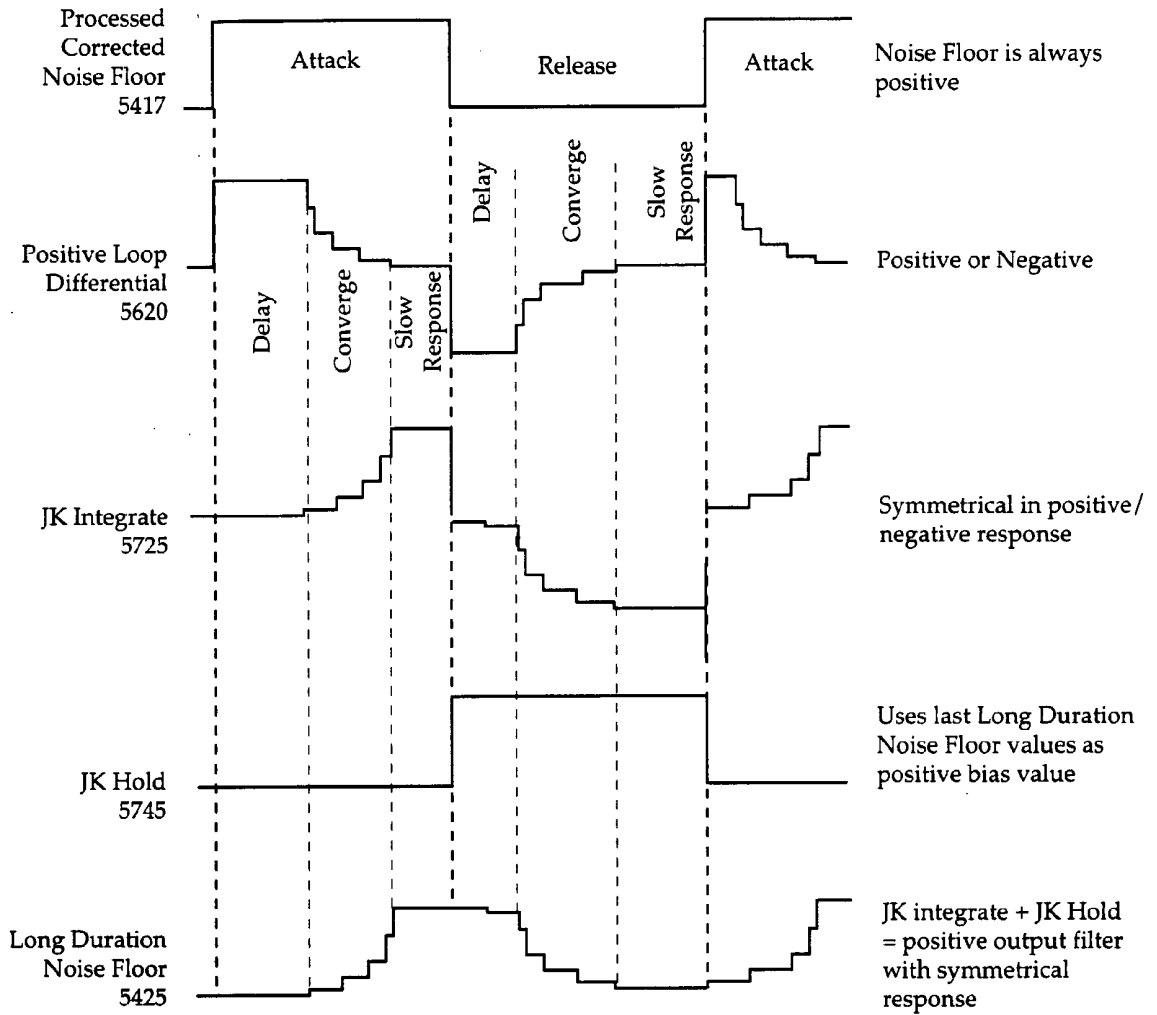 Processed
Corrected
Noise Floor
5417
Attack
Release
Attack
Noise Floor is always
positive
Positive Loop
Differential
5620
Delay
Converge
Slow
Response
Delay
Converge
Slow
Response
Positive or Negative
JK Integrate
5725
Symmetrical in positive/
negative response
JK Hold
5745
Uses last Long Duration
Noise Floor values as
positive bias value
Long Duration
Noise Floor
5425
JK integrate + JK Hold
= positive output filter
with symmetrical
response